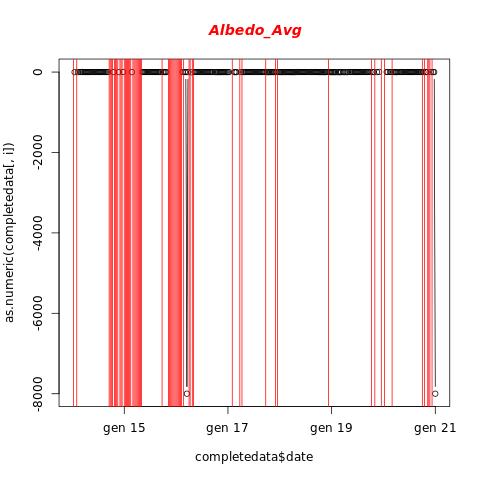 Albedo_Avg
as.numeric(completedata[, i])
0
-2000
-4000
-6000
-8000
gen 15
gen 17
gen 19
gen 21
completedata$date